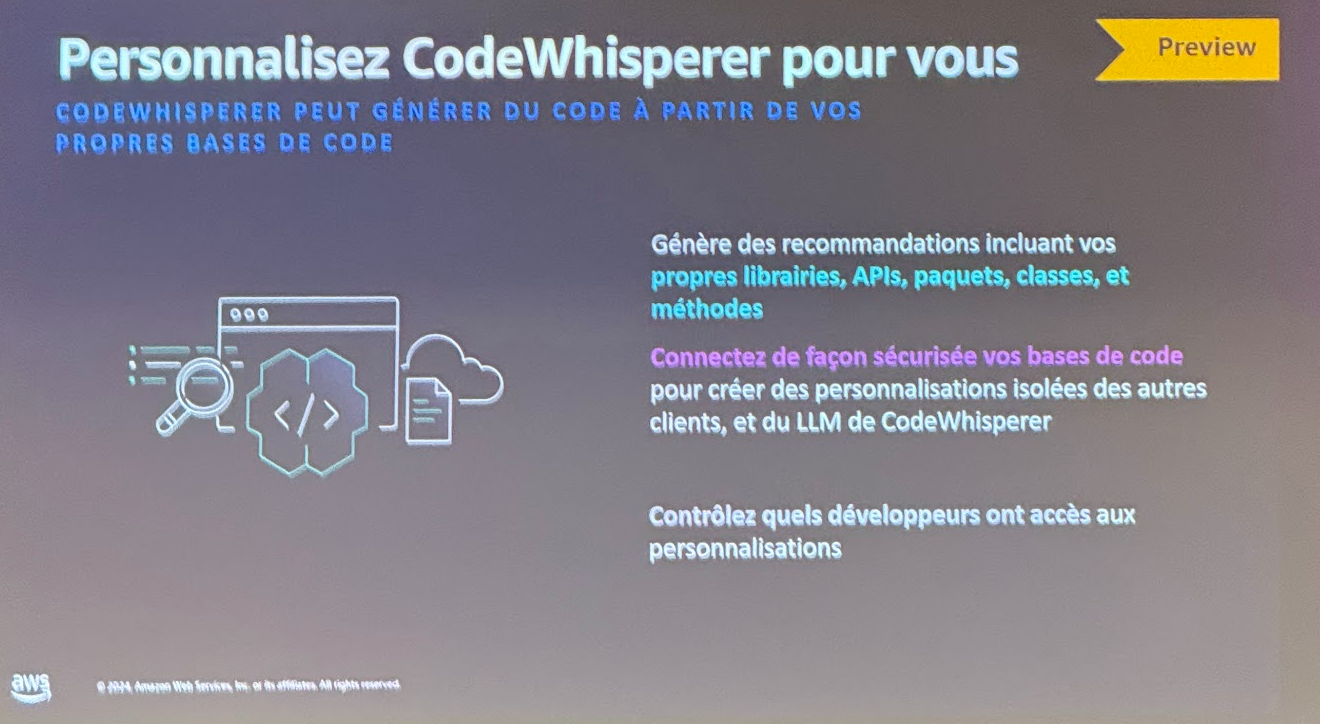 Personnalisez CodeWhisperer pour vous
Preview
CODEWHISPERER PEUT GÉNÉRER DU CODE À PARTIR DE VOS
PROPRES BASES DE CODE
Génère des recommandations incluant vos
propres librairies, APIs, paquets, classes, et
méthodes
Connectez de façon sécurisée vos bases de code
pour créer des personnalisations isolées des autres
clients, et du LLM de CodeWhisperer
</>
Contrôlez quels développeurs ont accès aux
personnalisations
aws
© 2024, Amazon Web Services, Inc. or its affiliates. All rights reserved.